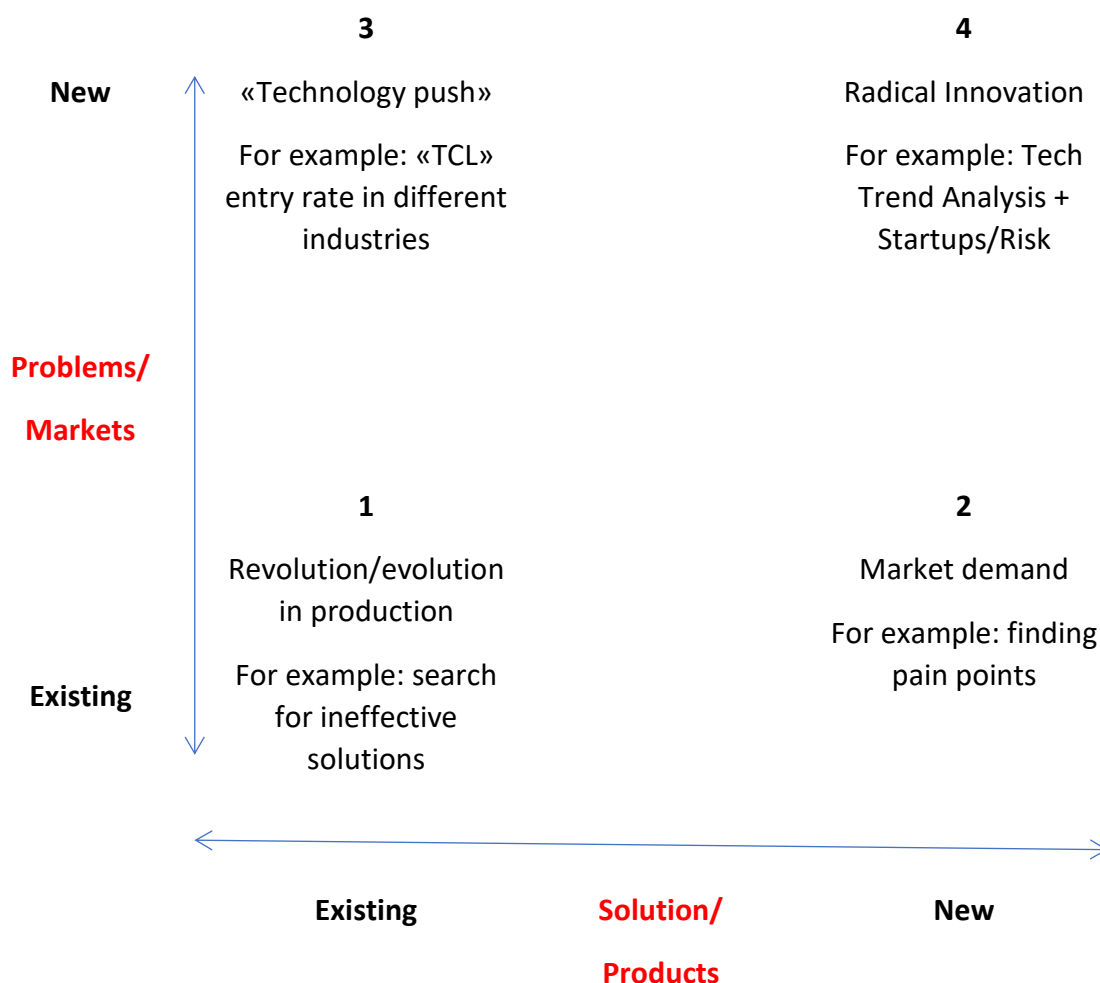 3
4
New
«Technology push»
Radical Innovation
For example: «TCL»
entry rate in different
industries
For example: Tech
Trend Analysis +
Startups/Risk
Problems/
Markets
1
2
Revolution/evolution
in production
Market demand
For example: search
for ineffective
solutions
For example: finding
pain points
Existing
Existing
Solution/
Products
New